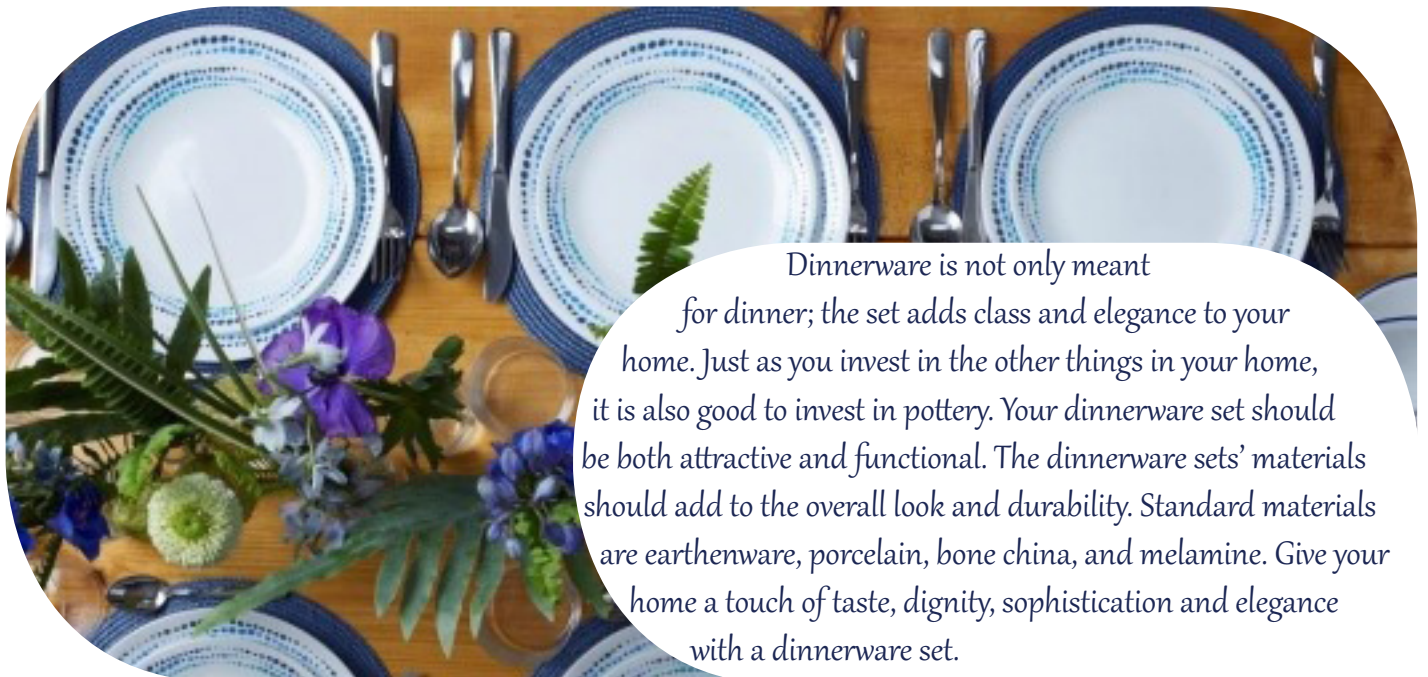 Dinnerware is not only meant
for dinner; the set adds class and elegance to your
home. Just as you invest in the other things in your home,
it is also good to invest in pottery. Your dinnerware set should
be both attractive and functional. The dinnerware sets’ materials
should add to the overall look and durability. Standard materials
are earthenware, porcelain, bone china, and melamine. Give your
home a touch of taste, dignity, sophistication and elegance
with a dinnerware set.